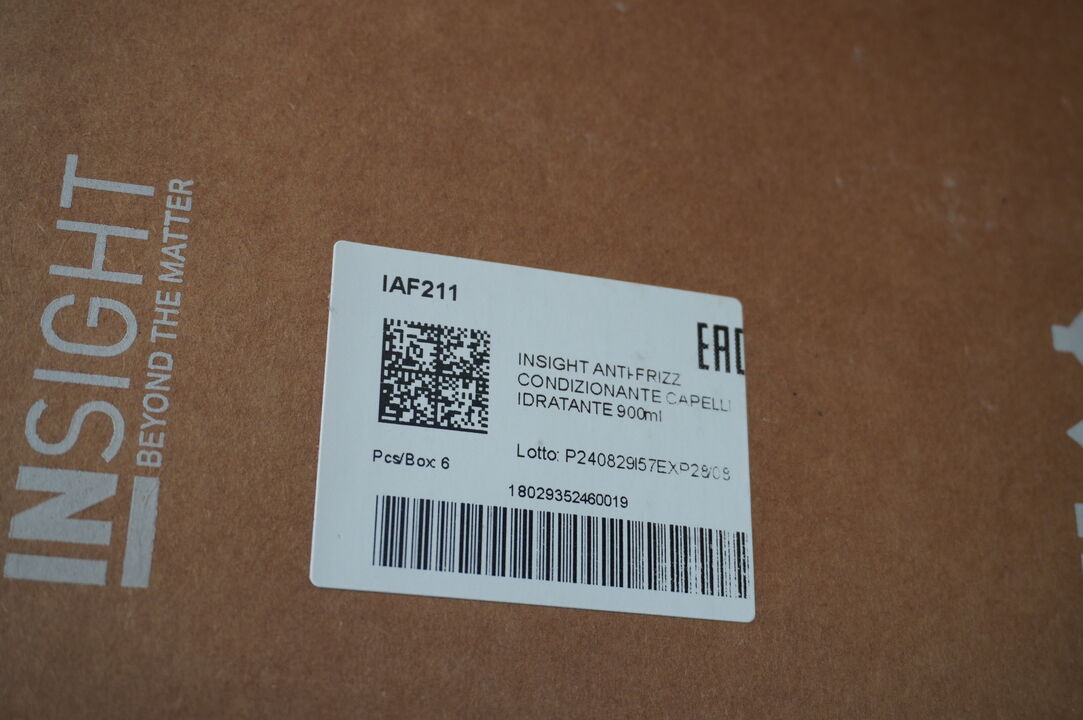 INSIGHT
BEYOND THE MATTER
IAF211
EAC
INSIGHT ANTI-FRIZZ
CONDIZIONANTE CAPELLI
IDRATANTE 900ml
Pcs/Box: 6
Lotto: P240829I57EXP28/08
18029352460019